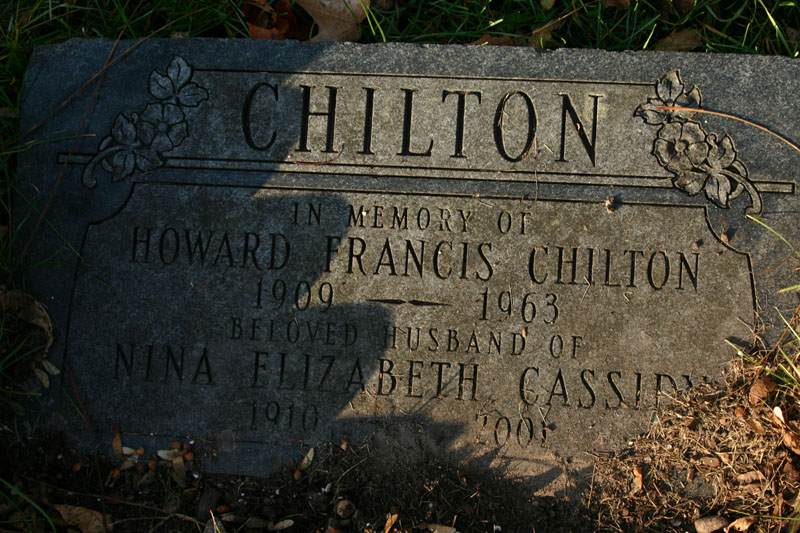 CHILTON
IN MEMORY OF
HOWARD FRANCIS CHILTON
1909 — 1963
BELOVED HUSBAND OF
NINA ELIZABETH CASSIDY
1910 2001